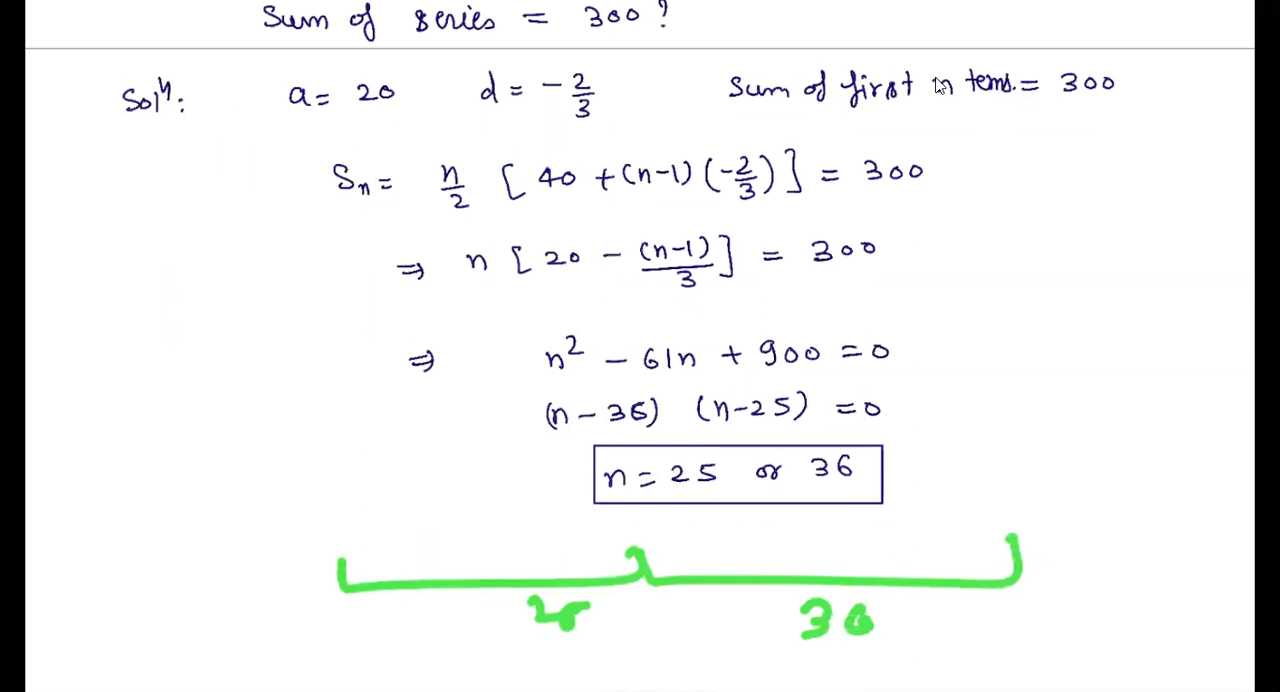 Sum of series = 300 ?
Solⁿ: a = 20 d = -2/3 Sum of first n tems. = 300
Sn = n/2 [ 40 + (n-1) (-2/3) ] = 300
⇒ n [ 20 - (n-1)/3 ] = 300
⇒ n² - 61n + 900 = 0
(n - 36) (n-25) = 0
n = 25 or 36
25 36